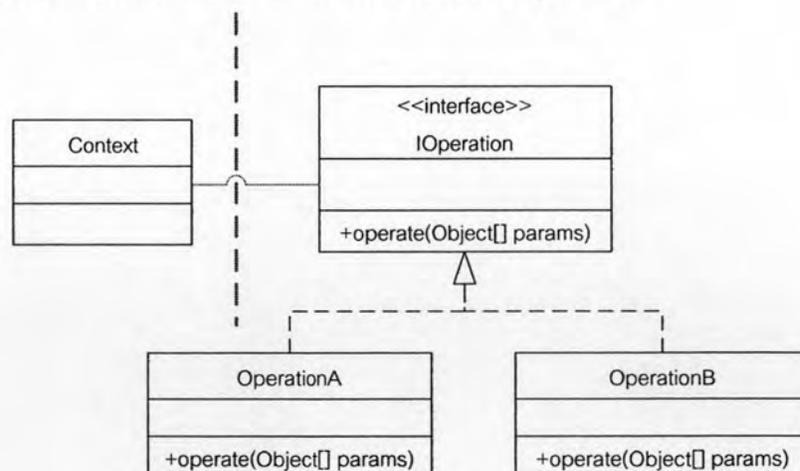 Context
<<interface>>
IOperation
+operate(Object[] params)
OperationA
+operate(Object[] params)
OperationB
+operate(Object[] params)